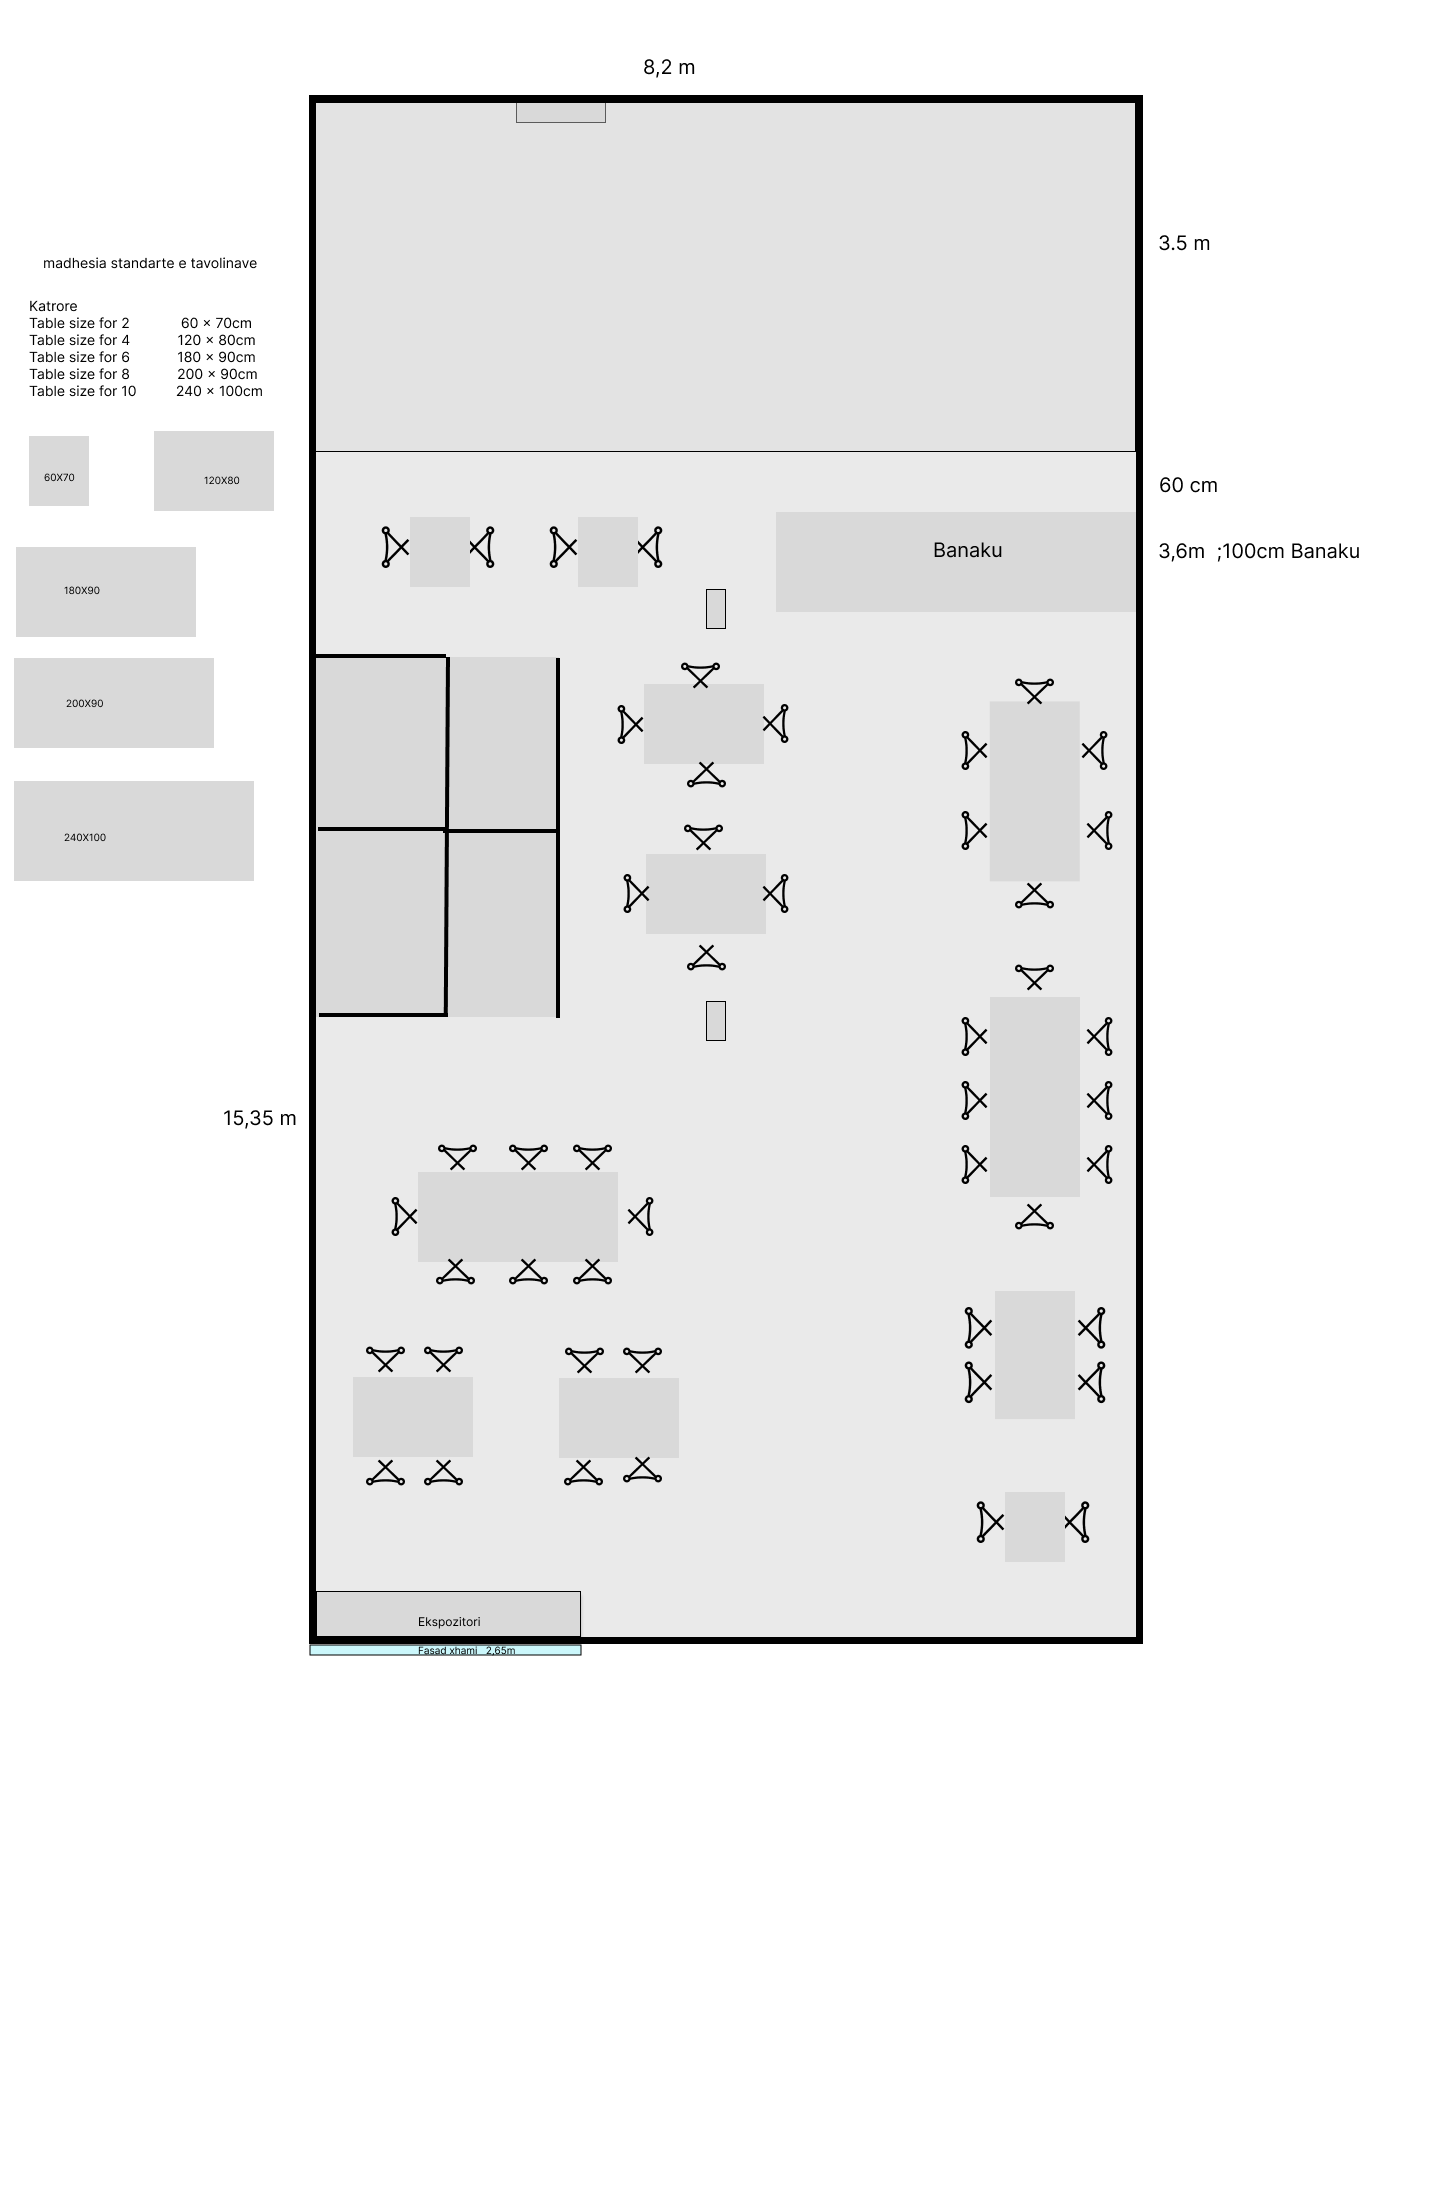 8,2 m
3.5 m
madhesia standarte e tavolinave
Katrore
Table size for 2 60 × 70cm
Table size for 4 120 × 80cm
Table size for 6 180 × 90cm
Table size for 8 200 × 90cm
Table size for 10 240 × 100cm
60X70
120X80
60 cm
Banaku
3,6m ;100cm Banaku
180X90
200X90
240X100
15,35 m
Ekspozitori
Fasad xhami 2,65m